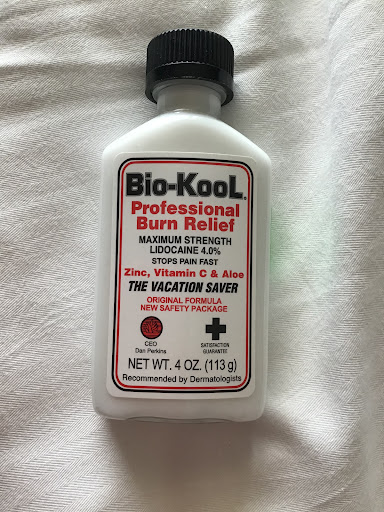 Bio-KooL.
Professional
Burn Relief
MAXIMUM STRENGTH
LIDOCAINE 4.0%
STOPS PAIN FAST
Zinc, Vitamin C & Aloe
THE VACATION SAVER
ORIGINAL FORMULA
NEW SAFETY PACKAGE
CEO
Dan Perkins
SATISFACTION
GUARANTEE
NET WT. 4 OZ. (113 g)
Recommended by Dermatologists